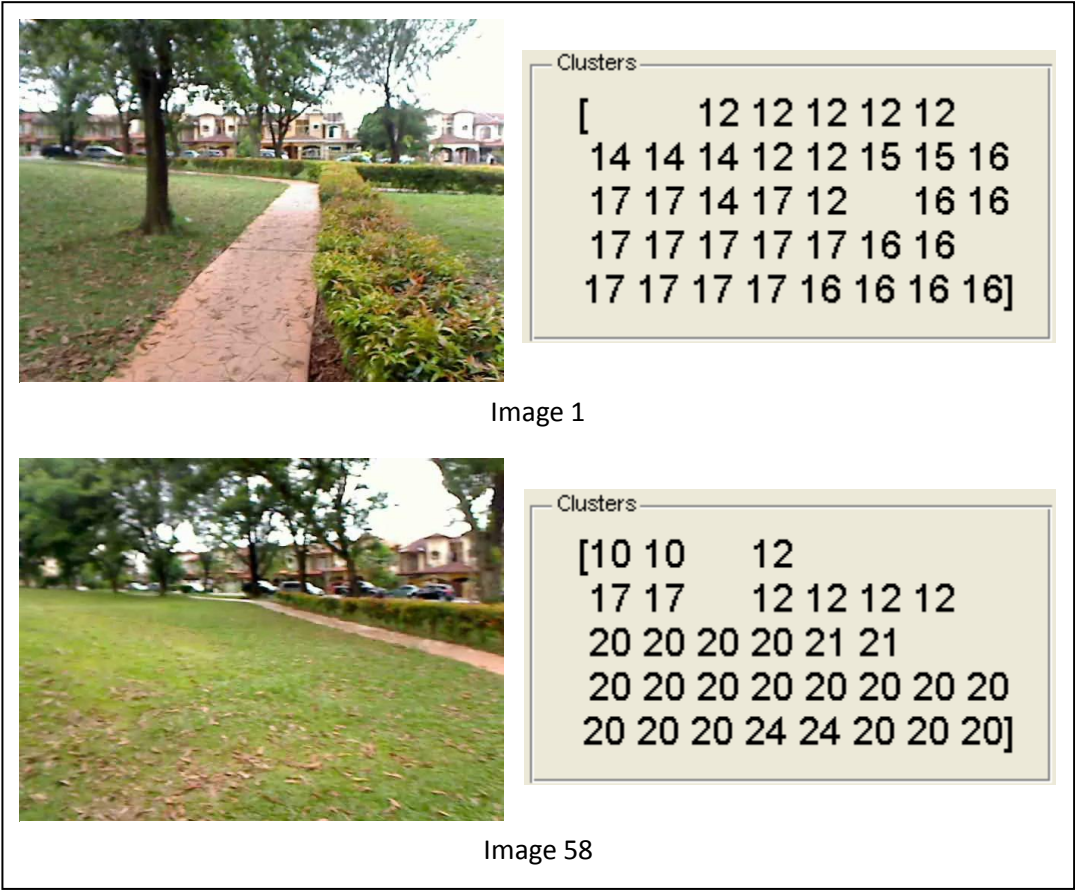 Clusters
[ 12 12 12 12 12
14 14 14 12 12 15 15 16
17 17 14 17 12 16 16
17 17 17 17 17 16 16
17 17 17 17 16 16 16 16]
Image 1
Clusters
[10 10 12
17 17 12 12 12 12
20 20 20 20 21 21
20 20 20 20 20 20 20 20
20 20 20 24 24 20 20 20]
Image 58